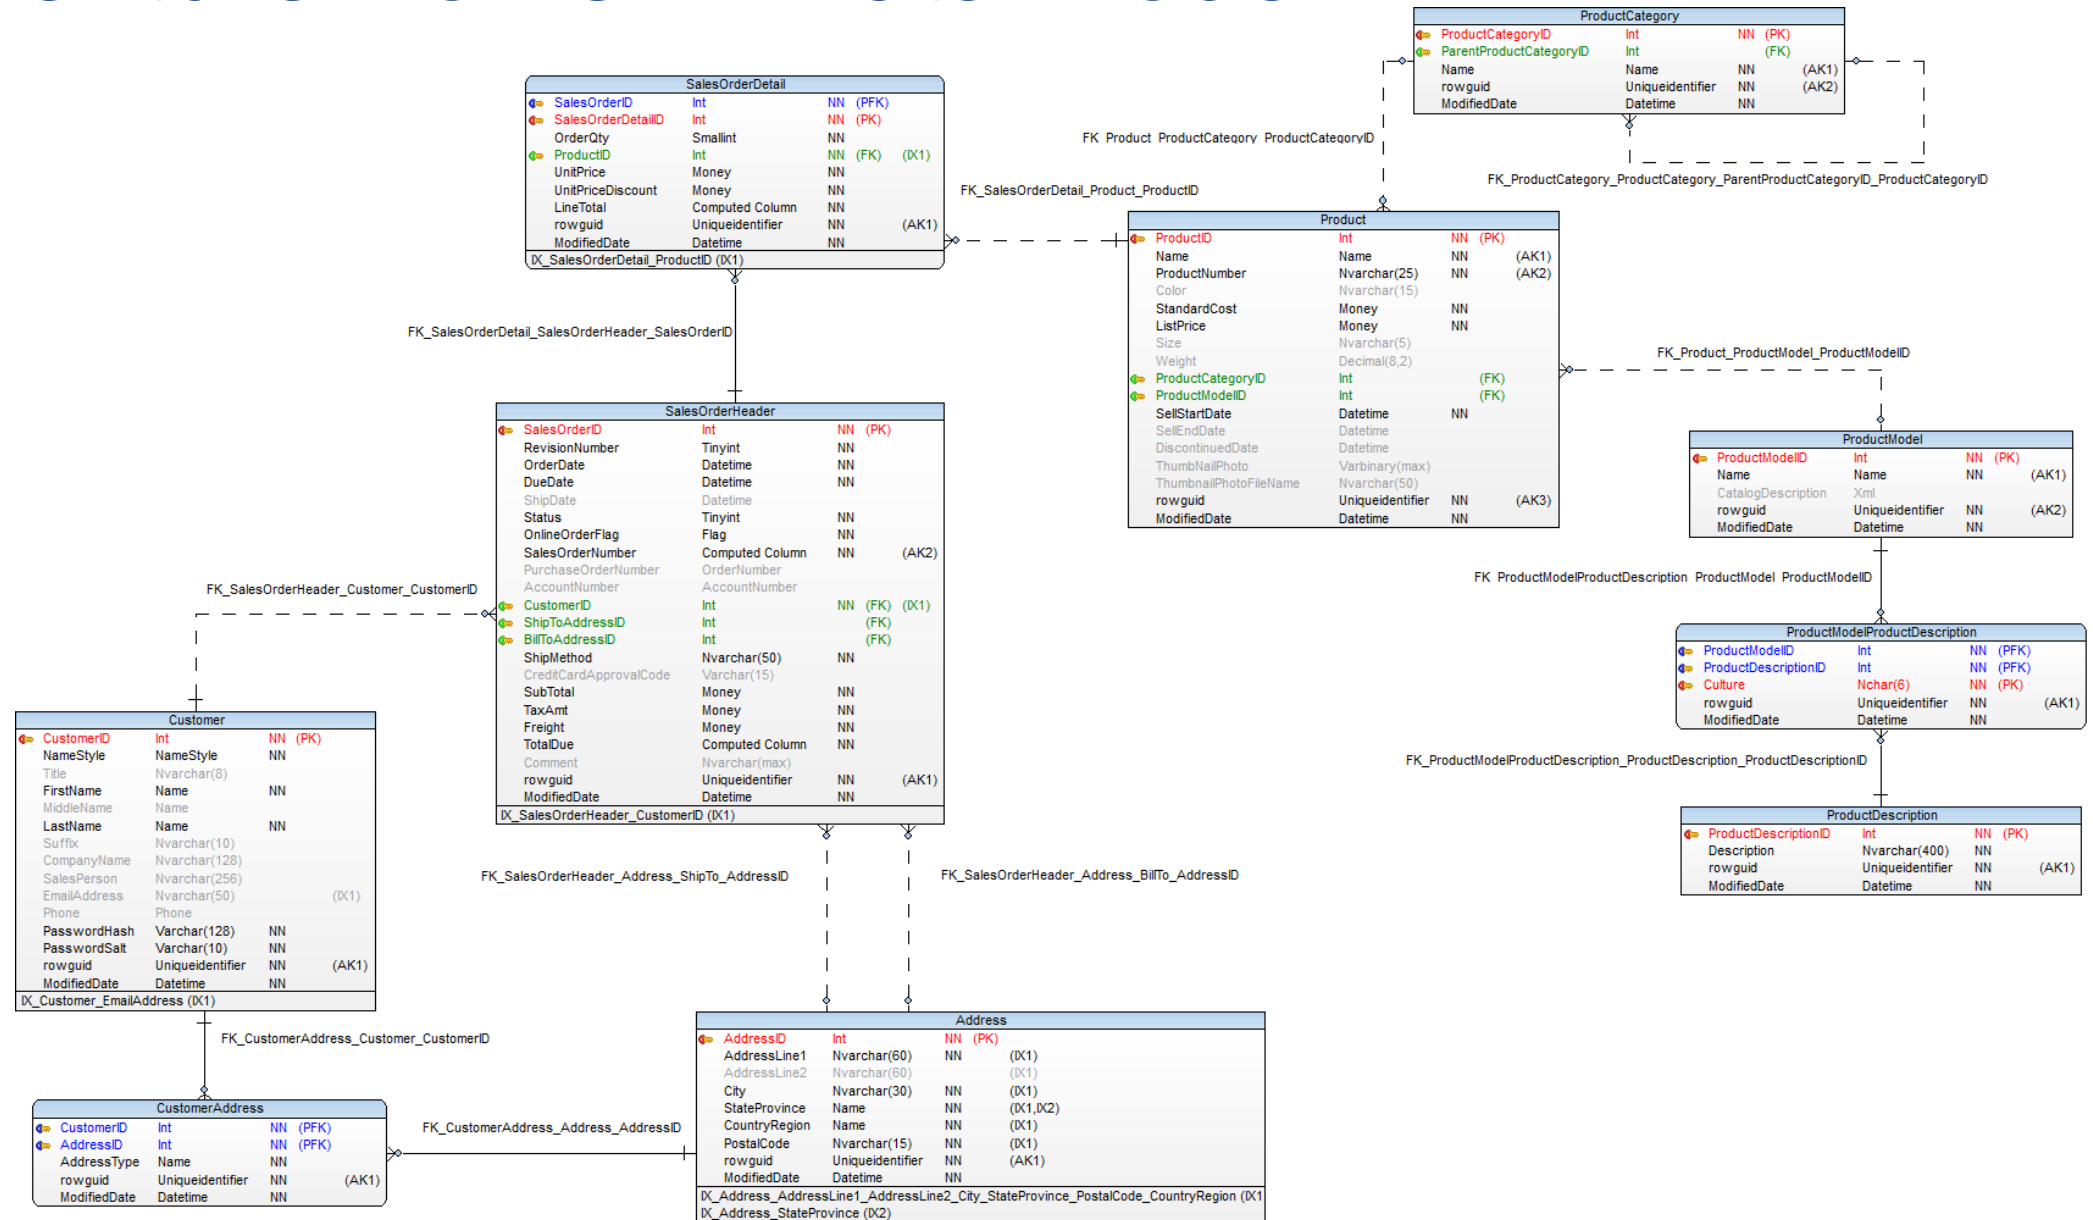 ProductCategory
ProductCategoryID Int NN (PK)
ParentProductCategoryID Int (FK)
Name Name NN (AK1)
rowguid Uniqueidentifier NN (AK2)
ModifiedDate Datetime NN
SalesOrderDetail
SalesOrderID Int NN (PFK)
SalesOrderDetailID Int NN (PK)
OrderQty Smallint NN
ProductID Int NN (FK) (IX1)
UnitPrice Money NN
UnitPriceDiscount Money NN
LineTotal Computed Column NN
rowguid Uniqueidentifier NN (AK1)
ModifiedDate Datetime NN
IX_SalesOrderDetail_ProductID (IX1)
FK_Product_ProductCategory_ProductCategoryID
FK_ProductCategory_ProductCategory_ParentProductCategoryID_ProductCategoryID
FK_SalesOrderDetail_Product_ProductID
Product
ProductID Int NN (PK)
Name Name NN (AK1)
ProductNumber Nvarchar(25) NN (AK2)
Color Nvarchar(15)
StandardCost Money NN
ListPrice Money NN
Size Nvarchar(5)
Weight Decimal(8,2)
ProductCategoryID Int (FK)
ProductModelID Int (FK)
SellStartDate Datetime NN
SellEndDate Datetime
DiscontinuedDate Datetime
ThumbNailPhoto Varbinary(max)
ThumbnailPhotoFileName Nvarchar(50)
rowguid Uniqueidentifier NN (AK3)
ModifiedDate Datetime NN
FK_SalesOrderDetail_SalesOrderHeader_SalesOrderID
FK_Product_ProductModel_ProductModelID
SalesOrderHeader
SalesOrderID Int NN (PK)
RevisionNumber Tinyint NN
OrderDate Datetime NN
DueDate Datetime NN
ShipDate Datetime
Status Tinyint NN
OnlineOrderFlag Flag NN
SalesOrderNumber Computed Column NN (AK2)
PurchaseOrderNumber OrderNumber
AccountNumber AccountNumber
CustomerID Int NN (FK) (IX1)
ShipToAddressID Int (FK)
BillToAddressID Int (FK)
ShipMethod Nvarchar(50) NN
CreditCardApprovalCode Varchar(15)
SubTotal Money NN
TaxAmt Money NN
Freight Money NN
TotalDue Computed Column NN
Comment Nvarchar(max)
rowguid Uniqueidentifier NN (AK1)
ModifiedDate Datetime NN
IX_SalesOrderHeader_CustomerID (IX1)
ProductModel
ProductModelID Int NN (PK)
Name Name NN (AK1)
CatalogDescription Xml
rowguid Uniqueidentifier NN (AK2)
ModifiedDate Datetime NN
FK_ProductModelProductDescription_ProductModel_ProductModelID
FK_SalesOrderHeader_Customer_CustomerID
ProductModelProductDescription
ProductModelID Int NN (PFK)
ProductDescriptionID Int NN (PFK)
Culture Nchar(6) NN (PK)
rowguid Uniqueidentifier NN (AK1)
ModifiedDate Datetime NN
FK_ProductModelProductDescription_ProductDescription_ProductDescriptionID
Customer
CustomerID Int NN (PK)
NameStyle NameStyle NN
Title Nvarchar(8)
FirstName Name NN
MiddleName Name
LastName Name NN
Suffix Nvarchar(10)
CompanyName Nvarchar(128)
SalesPerson Nvarchar(256)
EmailAddress Nvarchar(50) (IX1)
Phone Phone
PasswordHash Varchar(128) NN
PasswordSalt Varchar(10) NN
rowguid Uniqueidentifier NN (AK1)
ModifiedDate Datetime NN
IX_Customer_EmailAddress (IX1)
ProductDescription
ProductDescriptionID Int NN (PK)
Description Nvarchar(400) NN
rowguid Uniqueidentifier NN (AK1)
ModifiedDate Datetime NN
FK_SalesOrderHeader_Address_ShipTo_AddressID
FK_SalesOrderHeader_Address_BillTo_AddressID
FK_CustomerAddress_Customer_CustomerID
Address
AddressID Int NN (PK)
AddressLine1 Nvarchar(60) NN (IX1)
AddressLine2 Nvarchar(60) (IX1)
City Nvarchar(30) NN (IX1)
StateProvince Name NN (IX1,IX2)
CountryRegion Name NN (IX1)
PostalCode Nvarchar(15) NN (IX1)
rowguid Uniqueidentifier NN (AK1)
ModifiedDate Datetime NN
IX_Address_AddressLine1_AddressLine2_City_StateProvince_PostalCode_CountryRegion (IX1
IX_Address_StateProvince (IX2)
CustomerAddress
CustomerID Int NN (PFK)
AddressID Int NN (PFK)
AddressType Name NN
rowguid Uniqueidentifier NN (AK1)
ModifiedDate Datetime NN
FK_CustomerAddress_Address_AddressID